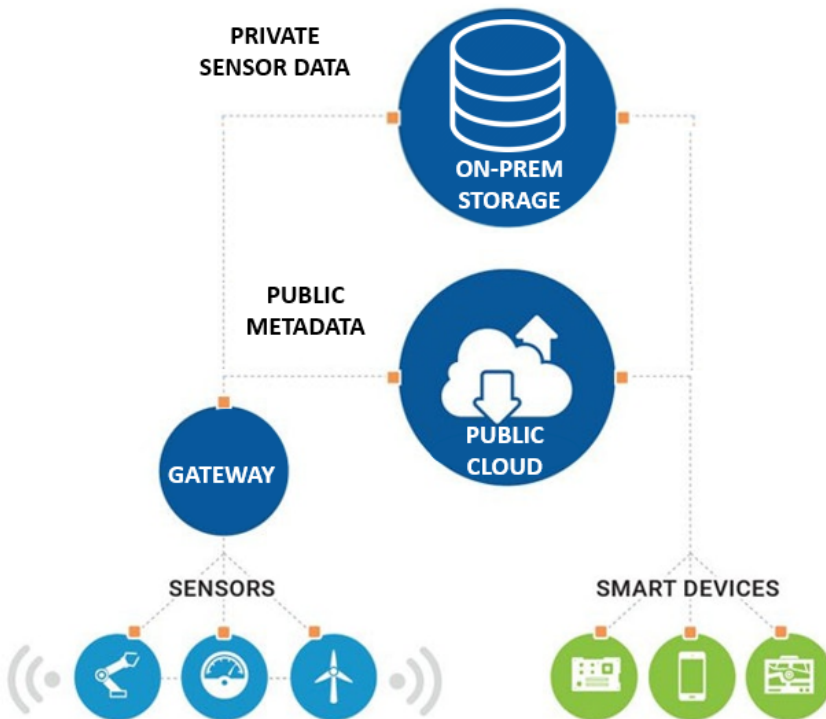 PRIVATE
SENSOR DATA
ON-PREM
STORAGE
PUBLIC
METADATA
PUBLIC
CLOUD
GATEWAY
SENSORS
SMART DEVICES